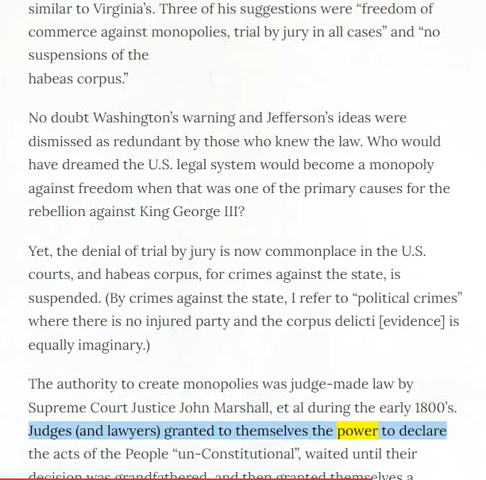 similar to Virginia’s. Three of his suggestions were “freedom of
commerce against monopolies, trial by jury in all cases” and “no
suspensions of the
habeas corpus.”
No doubt Washington’s warning and Jefferson’s ideas were
dismissed as redundant by those who knew the law. Who would
have dreamed the U.S. legal system would become a monopoly
against freedom when that was one of the primary causes for the
rebellion against King George III?
Yet, the denial of trial by jury is now commonplace in the U.S.
courts, and habeas corpus, for crimes against the state, is
suspended. (By crimes against the state, I refer to “political crimes”
where there is no injured party and the corpus delicti [evidence] is
equally imaginary.)
The authority to create monopolies was judge-made law by
Supreme Court Justice John Marshall, et al during the early 1800’s.
Judges (and lawyers) granted to themselves the power to declare
the acts of the People “un-Constitutional”, waited until their
decision was grandfathered, and then granted themselves a